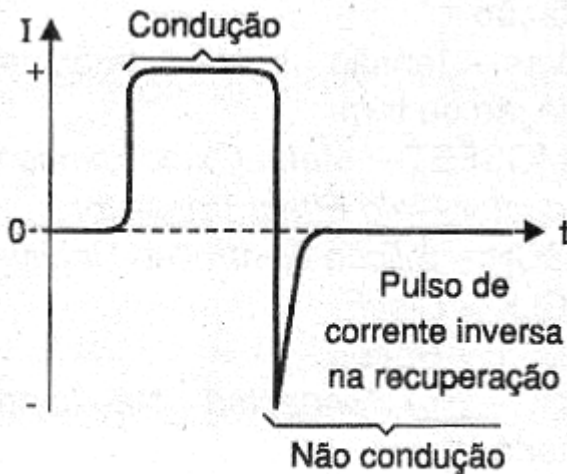 I
Condução
+
0
t
Pulso de
corrente inversa
na recuperação
-
Não condução